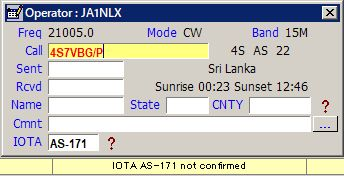 Operator : JA1NLX
Freq 21005.0 Mode CW Band 15M
Call 4S7VBG/P 4S AS 22
Sent Sri Lanka
Rcvd Sunrise 00:23 Sunset 12:46
Name State CNTY ?
Cmnt ...
IOTA AS-171 ?
IOTA AS-171 not confirmed